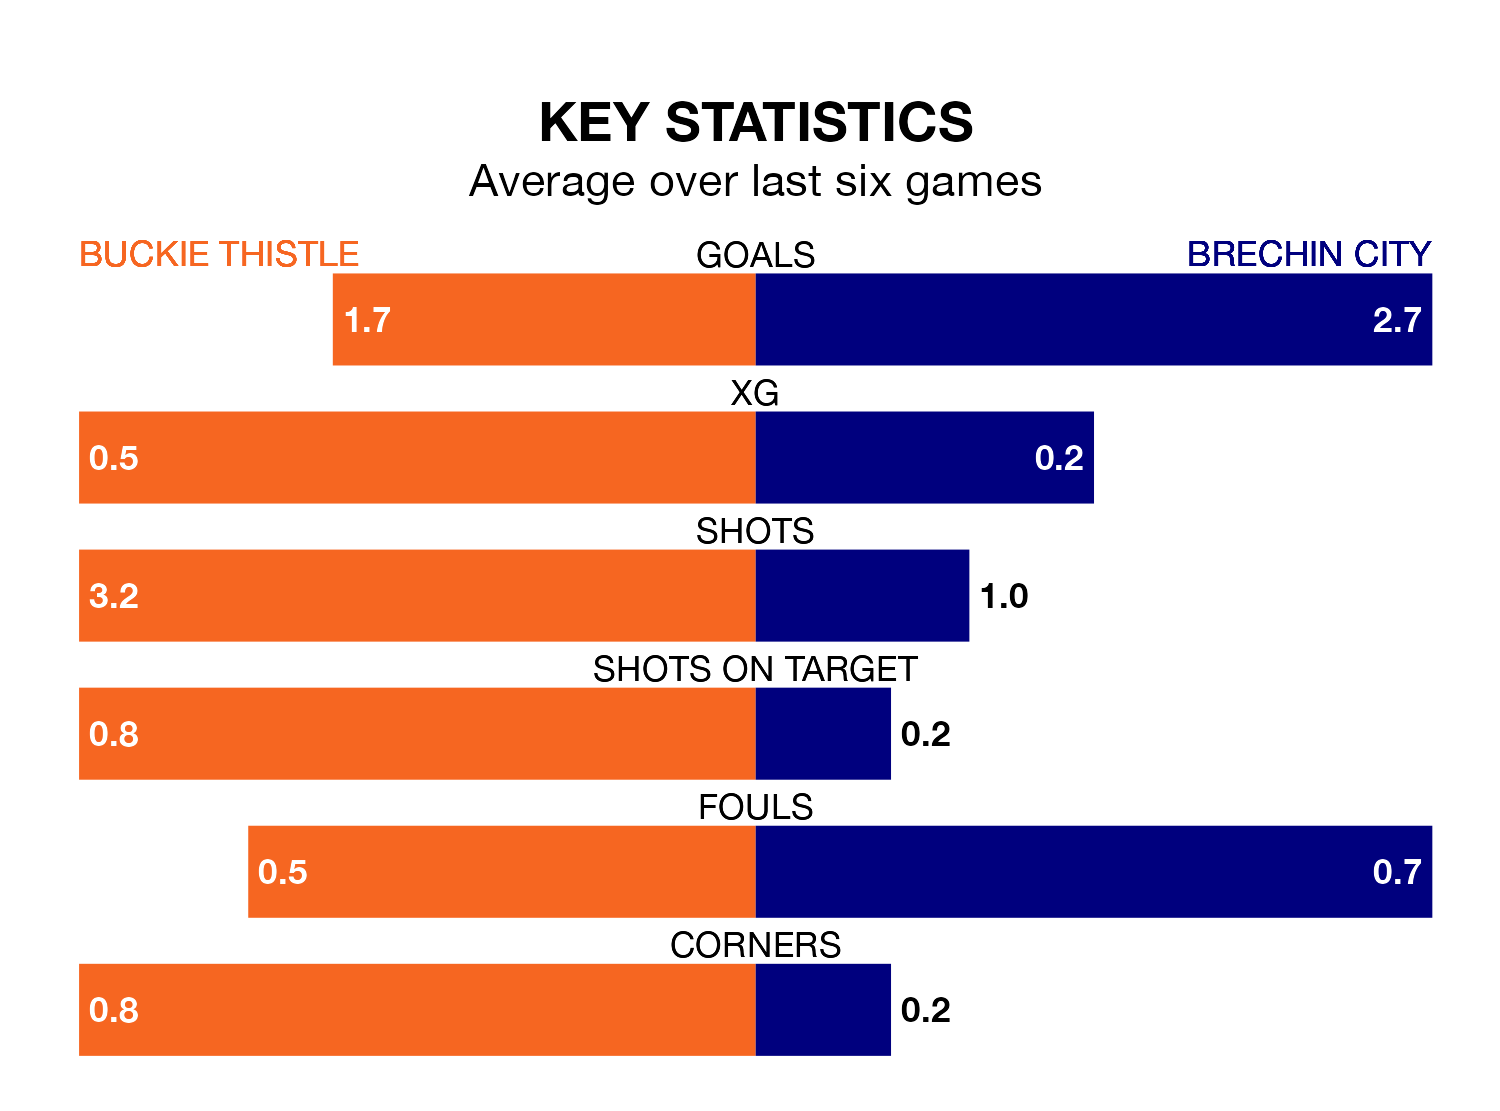 KEY STATISTICS
Average over last six games
BUCKIE THISTLE GOALS BRECHIN CITY
1.7 2.7
XG
0.5 0.2
SHOTS
3.2 1.0
SHOTS ON TARGET
0.8 0.2
FOULS
0.5 0.7
CORNERS
0.8 0.2